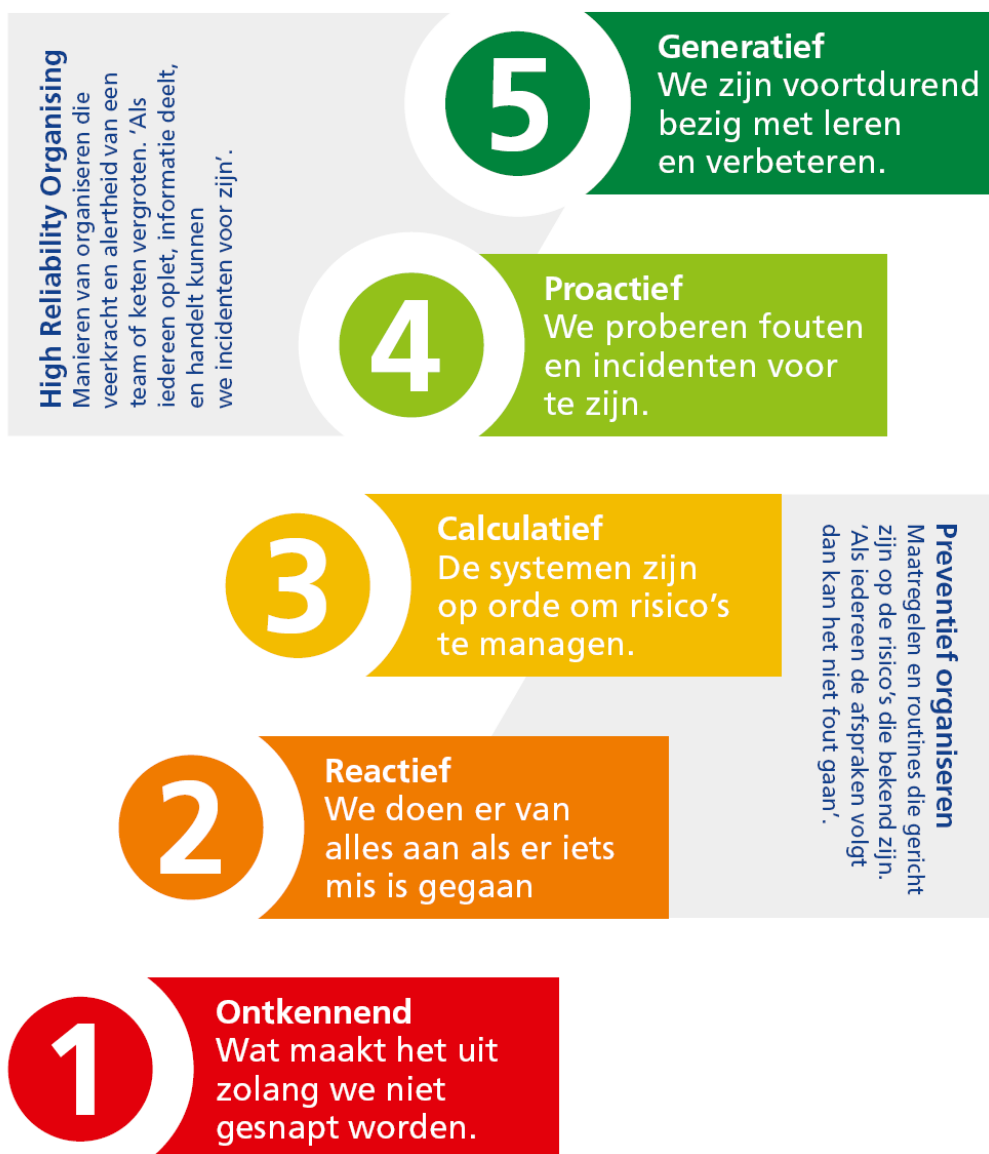 High Reliability Organising
Manieren van organiseren die
veerkracht en alertheid van een
team of keten vergroten. ‘Als
iedereen oplet, informatie deelt,
en handelt kunnen
we incidenten voor zijn’.
5
Generatief
We zijn voortdurend
bezig met leren
en verbeteren.
4
Proactief
We proberen fouten
en incidenten voor
te zijn.
3
Calculatief
De systemen zijn
op orde om risico’s
te managen.
Preventief organiseren
Maatregelen en routines die gericht
zijn op de risico’s die bekend zijn.
‘Als iedereen de afspraken volgt
dan kan het niet fout gaan’.
2
Reactief
We doen er van
alles aan als er iets
mis is gegaan
1
Ontkennend
Wat maakt het uit
zolang we niet
gesnapt worden.